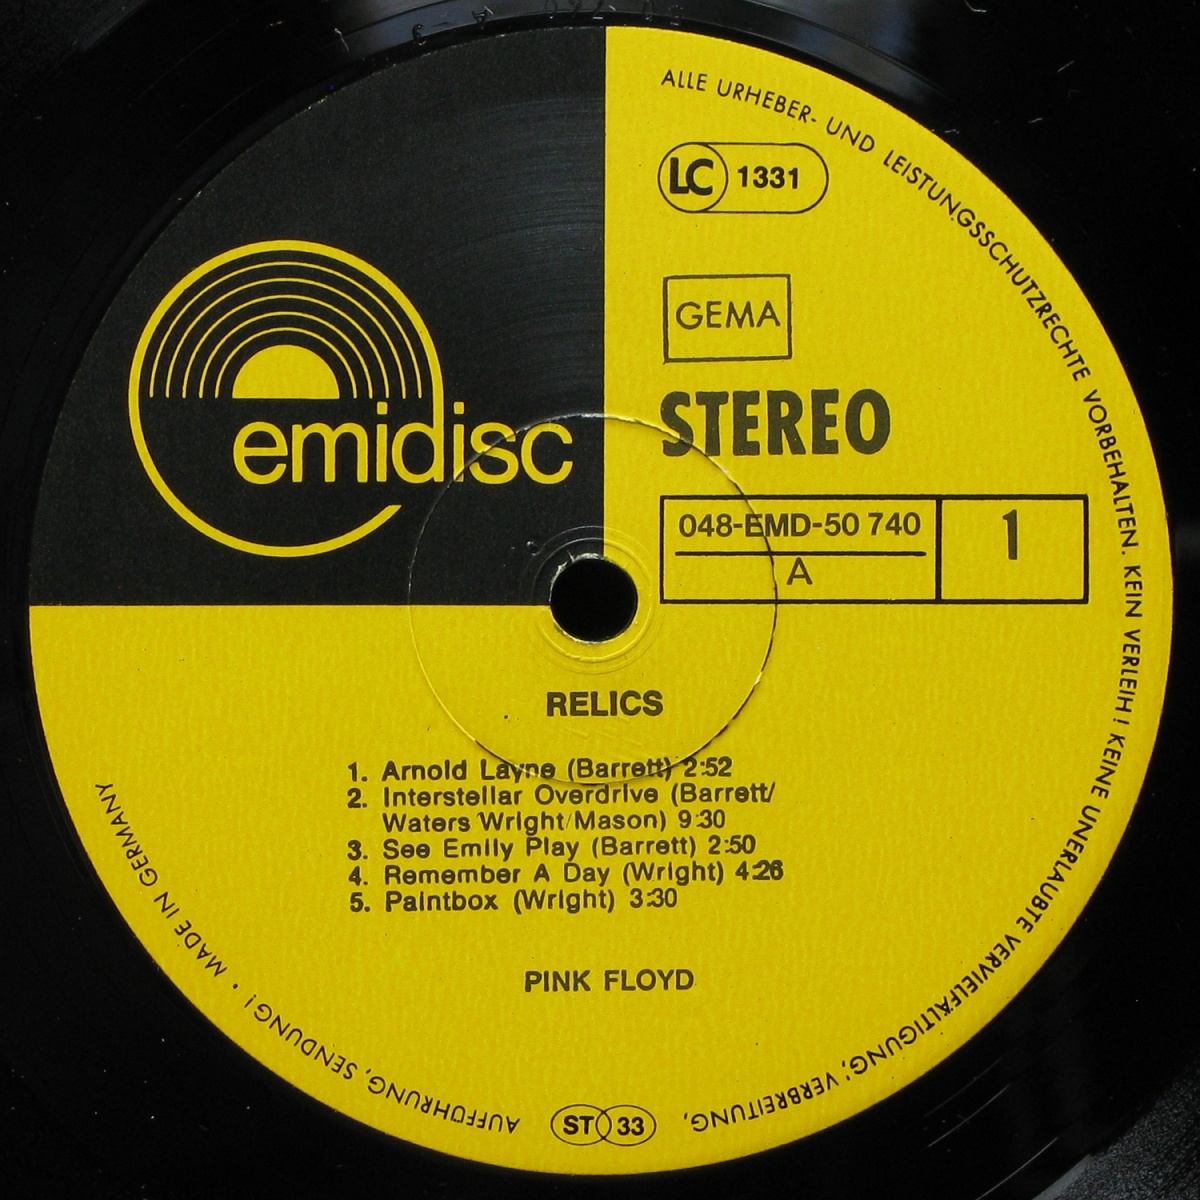 ALLE URHEBER- UND LEISTUNGSSCHUTZRECHTE VORBEHALTEN. KEIN VERLEIH! KEINE UNERLAUBTE VERVIELFÄLTIGUNG, VERBREITUNG, AUFFÜHRUNG, SENDUNG! • MADE IN GERMANY
LC 1331
GEMA
emidisc
STEREO
048-EMD-50 740
A
1
RELICS
1. Arnold Layne (Barrett) 2:52
2. Interstellar Overdrive (Barrett/
Waters/Wright/Mason) 9:30
3. See Emily Play (Barrett) 2:50
4. Remember A Day (Wright) 4:26
5. Paintbox (Wright) 3:30
PINK FLOYD
ST 33